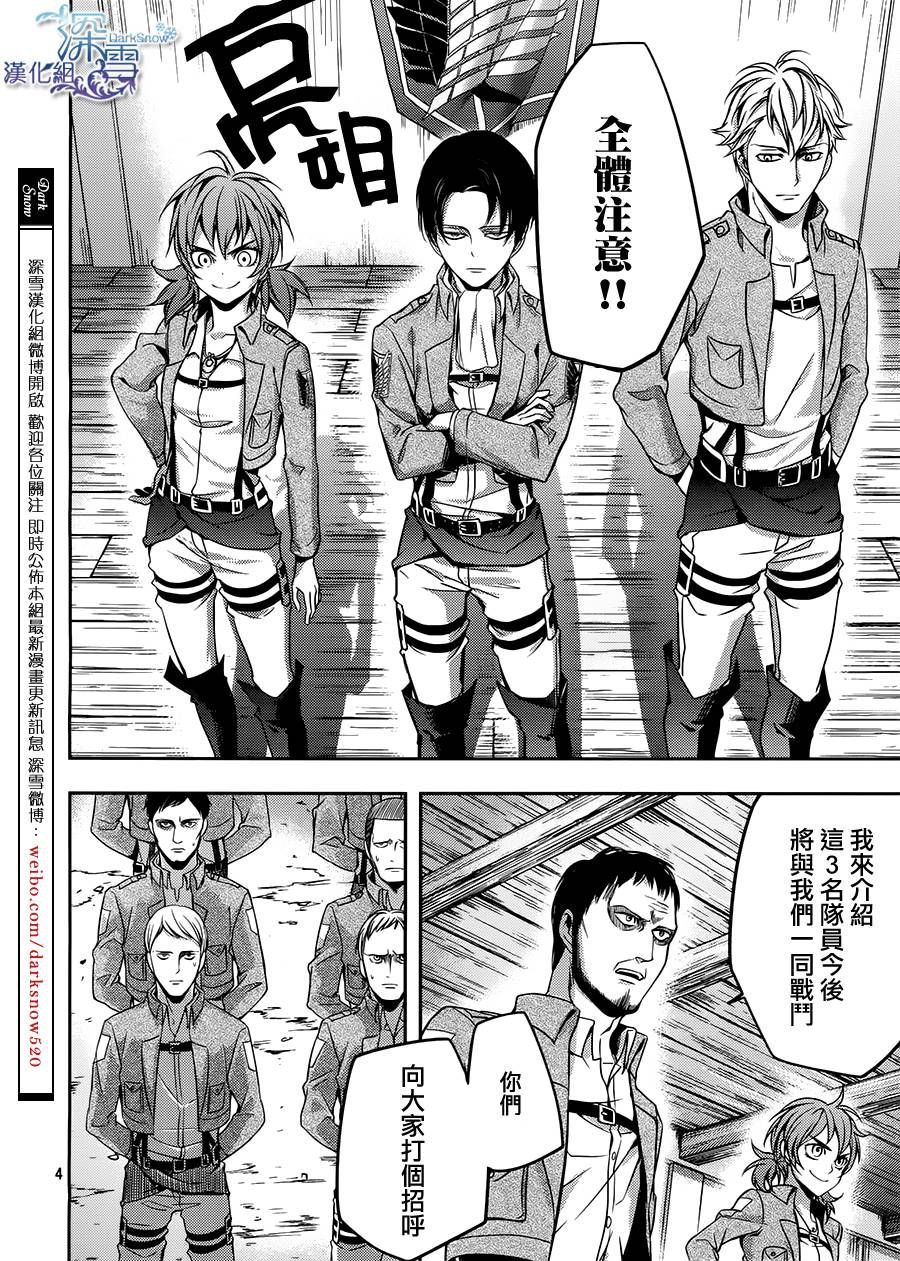 深雪
DarkSnow
漢化組
亮相
全體注意!!
我來介紹
這3名隊員今後
將與我們一同戰鬥
你們
向大家打個招呼
Dark
Snow
深雪漢化組微博開啟 歡迎各位關注 即時公佈本組最新漫畫更新訊息 深雪微博：weibo.com/darksnow520
4